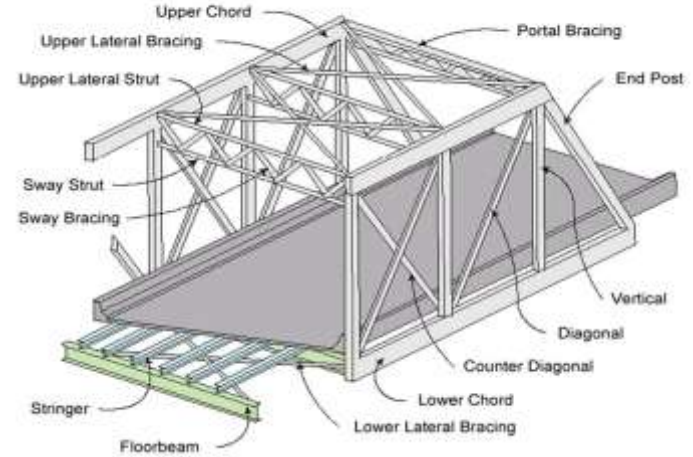 Upper Chord
Upper Lateral Bracing
Portal Bracing
Upper Lateral Strut
End Post
Sway Strut
Sway Bracing
Vertical
Diagonal
Counter Diagonal
Lower Chord
Stringer
Lower Lateral Bracing
Floorbeam